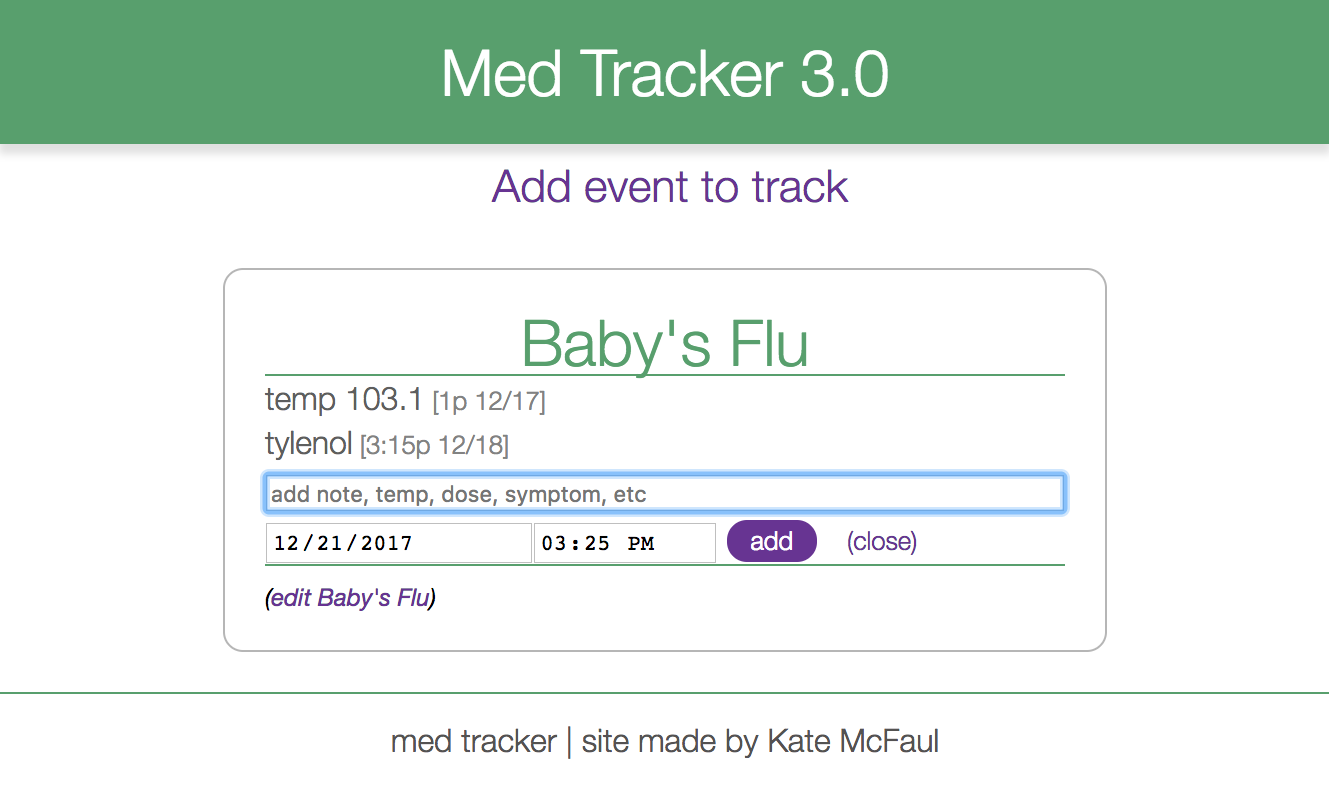 Med Tracker 3.0
Add event to track
Baby's Flu
temp 103.1 [1p 12/17]
tylenol [3:15p 12/18]
add note, temp, dose, symptom, etc
12/21/2017 03:25 PM add (close)
(edit Baby's Flu)
med tracker | site made by Kate McFaul